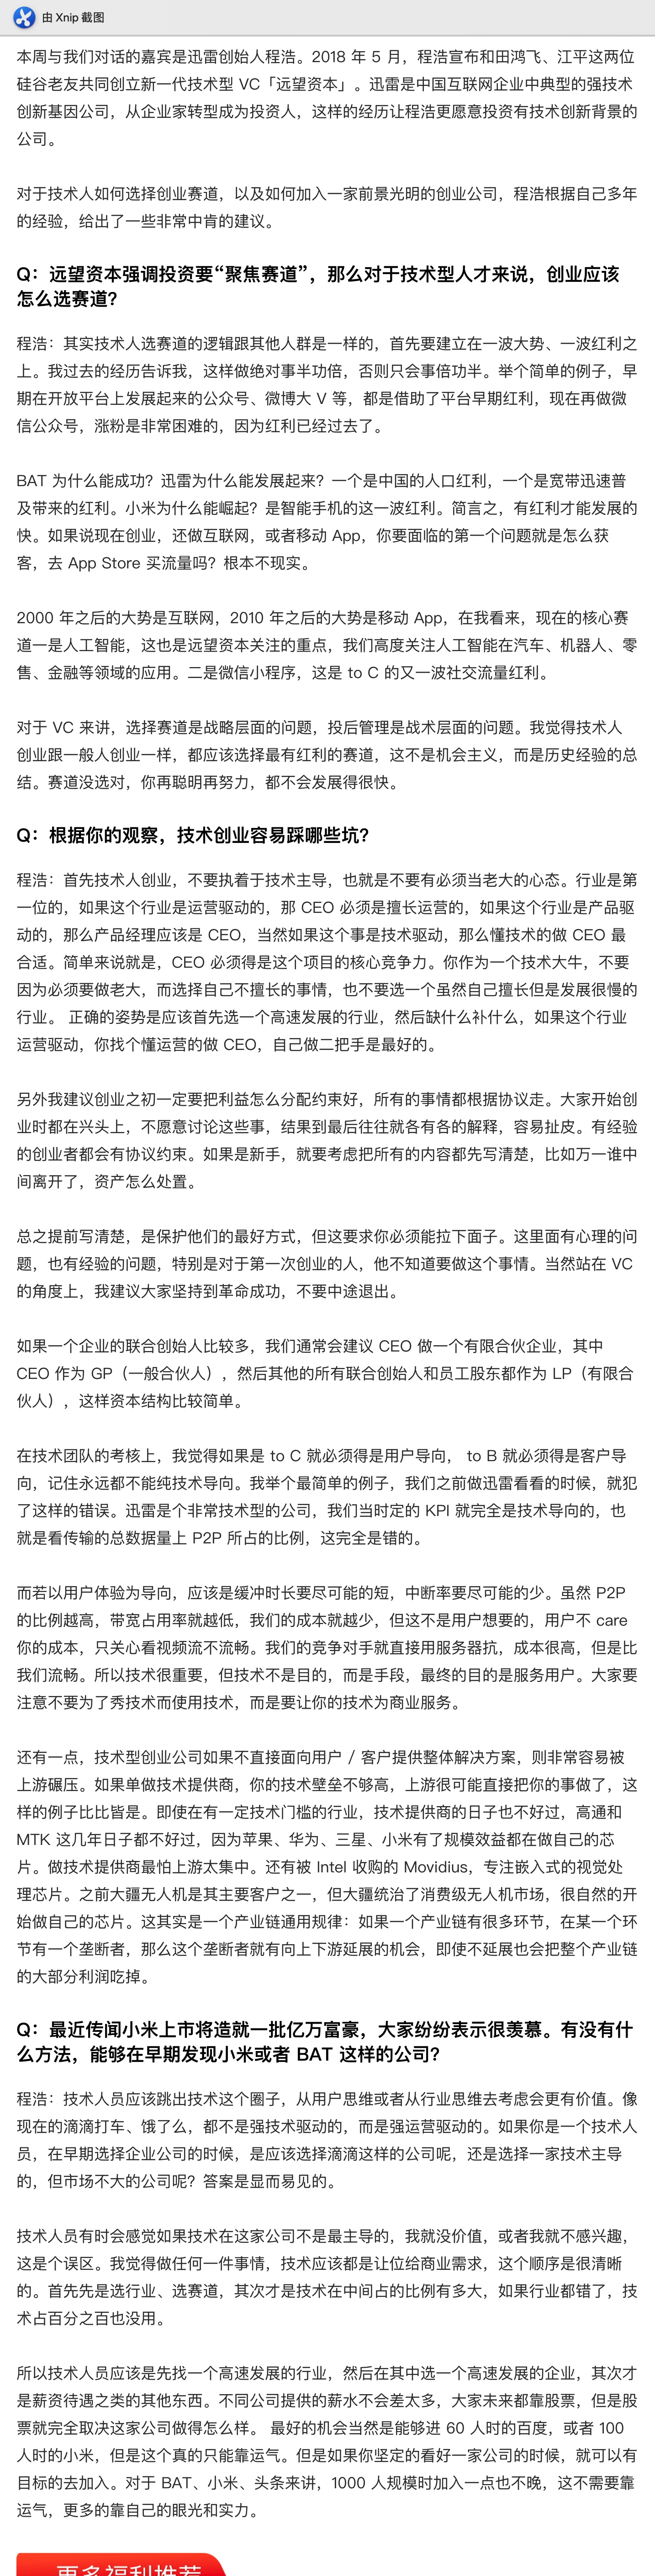 由 Xnip 截图
本周与我们对话的嘉宾是迅雷创始人程浩。2018 年 5 月，程浩宣布和田鸿飞、江平这两位
硅谷老友共同创立新一代技术型 VC「远望资本」。迅雷是中国互联网企业中典型的强技术
创新基因公司，从企业家转型成为投资人，这样的经历让程浩更愿意投资有技术创新背景的
公司。
对于技术人如何选择创业赛道，以及如何加入一家前景光明的创业公司，程浩根据自己多年
的经验，给出了一些非常中肯的建议。
Q：远望资本强调投资要“聚焦赛道”，那么对于技术型人才来说，创业应该
怎么选赛道？
程浩：其实技术人选赛道的逻辑跟其他人群是一样的，首先要建立在一波大势、一波红利之
上。我过去的经历告诉我，这样做绝对事半功倍，否则只会事倍功半。举个简单的例子，早
期在开放平台上发展起来的公众号、微博大 V 等，都是借助了平台早期红利，现在再做微
信公众号，涨粉是非常困难的，因为红利已经过去了。
BAT 为什么能成功？迅雷为什么能发展起来？一个是中国的人口红利，一个是宽带迅速普
及带来的红利。小米为什么能崛起？是智能手机的这一波红利。简言之，有红利才能发展的
快。如果说现在创业，还做互联网，或者移动 App，你要面临的第一个问题就是怎么获
客，去 App Store 买流量吗？根本不现实。
2000 年之后的大势是互联网，2010 年之后的大势是移动 App，在我看来，现在的核心赛
道一是人工智能，这也是远望资本关注的重点，我们高度关注人工智能在汽车、机器人、零
售、金融等领域的应用。二是微信小程序，这是 to C 的又一波社交流量红利。
对于 VC 来讲，选择赛道是战略层面的问题，投后管理是战术层面的问题。我觉得技术人
创业跟一般人创业一样，都应该选择最有红利的赛道，这不是机会主义，而是历史经验的总
结。赛道没选对，你再聪明再努力，都不会发展得很快。
Q：根据你的观察，技术创业容易踩哪些坑？
程浩：首先技术人创业，不要执着于技术主导，也就是不要有必须当老大的心态。行业是第
一位的，如果这个行业是运营驱动的，那 CEO 必须是擅长运营的，如果这个行业是产品驱
动的，那么产品经理应该是 CEO，当然如果这个事是技术驱动，那么懂技术的做 CEO 最
合适。简单来说就是，CEO 必须得是这个项目的核心竞争力。你作为一个技术大牛，不要
因为必须要做老大，而选择自己不擅长的事情，也不要选一个虽然自己擅长但是发展很慢的
行业。 正确的姿势是应该首先选一个高速发展的行业，然后缺什么补什么，如果这个行业
运营驱动，你找个懂运营的做 CEO，自己做二把手是最好的。
另外我建议创业之初一定要把利益怎么分配约束好，所有的事情都根据协议走。大家开始创
业时都在兴头上，不愿意讨论这些事，结果到最后往往就各有各的解释，容易扯皮。有经验
的创业者都会有协议约束。如果是新手，就要考虑把所有的内容都先写清楚，比如万一谁中
间离开了，资产怎么处置。
总之提前写清楚，是保护他们的最好方式，但这要求你必须能拉下面子。这里面有心理的问
题，也有经验的问题，特别是对于第一次创业的人，他不知道要做这个事情。当然站在 VC
的角度上，我建议大家坚持到革命成功，不要中途退出。
如果一个企业的联合创始人比较多，我们通常会建议 CEO 做一个有限合伙企业，其中
CEO 作为 GP（一般合伙人），然后其他的所有联合创始人和员工股东都作为 LP（有限合
伙人），这样资本结构比较简单。
在技术团队的考核上，我觉得如果是 to C 就必须得是用户导向， to B 就必须得是客户导
向，记住永远都不能纯技术导向。我举个最简单的例子，我们之前做迅雷看看的时候，就犯
了这样的错误。迅雷是个非常技术型的公司，我们当时定的 KPI 就完全是技术导向的，也
就是看传输的总数据量上 P2P 所占的比例，这完全是错的。
而若以用户体验为导向，应该是缓冲时长要尽可能的短，中断率要尽可能的少。虽然 P2P
的比例越高，带宽占用率就越低，我们的成本就越少，但这不是用户想要的，用户不 care
你的成本，只关心看视频流不流畅。我们的竞争对手就直接用服务器抗，成本很高，但是比
我们流畅。所以技术很重要，但技术不是目的，而是手段，最终的目的是服务用户。大家要
注意不要为了秀技术而使用技术，而是要让你的技术为商业服务。
还有一点，技术型创业公司如果不直接面向用户 / 客户提供整体解决方案，则非常容易被
上游碾压。如果单做技术提供商，你的技术壁垒不够高，上游很可能直接把你的事做了，这
样的例子比比皆是。即使在有一定技术门槛的行业，技术提供商的日子也不好过，高通和
MTK 这几年日子都不好过，因为苹果、华为、三星、小米有了规模效益都在做自己的芯
片。做技术提供商最怕上游太集中。还有被 Intel 收购的 Movidius，专注嵌入式的视觉处
理芯片。之前大疆无人机是其主要客户之一，但大疆统治了消费级无人机市场，很自然的开
始做自己的芯片。这其实是一个产业链通用规律：如果一个产业链有很多环节，在某一个环
节有一个垄断者，那么这个垄断者就有向上下游延展的机会，即使不延展也会把整个产业链
的大部分利润吃掉。
Q：最近传闻小米上市将造就一批亿万富豪，大家纷纷表示很羡慕。有没有什
么方法，能够在早期发现小米或者 BAT 这样的公司？
程浩：技术人员应该跳出技术这个圈子，从用户思维或者从行业思维去考虑会更有价值。像
现在的滴滴打车、饿了么，都不是强技术驱动的，而是强运营驱动的。如果你是一个技术人
员，在早期选择企业公司的时候，是应该选择滴滴这样的公司呢，还是选择一家技术主导
的，但市场不大的公司呢？答案是显而易见的。
技术人员有时会感觉如果技术在这家公司不是最主导的，我就没价值，或者我就不感兴趣，
这是个误区。我觉得做任何一件事情，技术应该都是让位给商业需求，这个顺序是很清晰
的。首先先是选行业、选赛道，其次才是技术在中间占的比例有多大，如果行业都错了，技
术占百分之百也没用。
所以技术人员应该是先找一个高速发展的行业，然后在其中选一个高速发展的企业，其次才
是薪资待遇之类的其他东西。不同公司提供的薪水不会差太多，大家未来都靠股票，但是股
票就完全取决这家公司做得怎么样。 最好的机会当然是能够进 60 人时的百度，或者 100
人时的小米，但是这个真的只能靠运气。但是如果你坚定的看好一家公司的时候，就可以有
目标的去加入。对于 BAT、小米、头条来讲，1000 人规模时加入一点也不晚，这不需要靠
运气，更多的靠自己的眼光和实力。
更多福利推荐